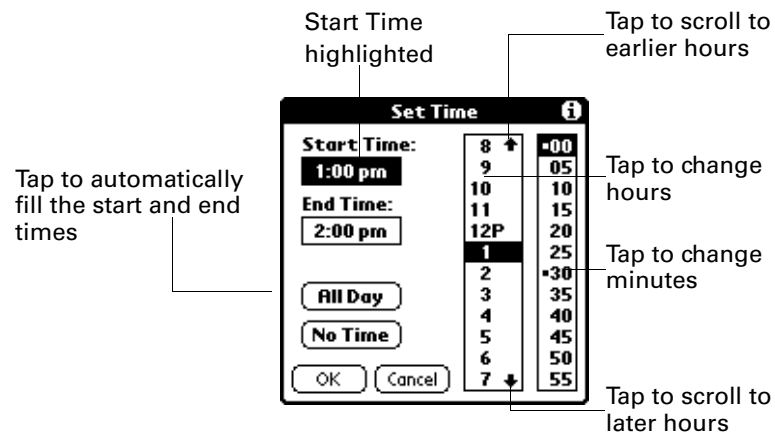 Start Time
highlighted
Tap to scroll to
earlier hours
Set Time
i
Start Time:
1:00 pm
End Time:
2:00 pm
All Day
No Time
OK Cancel
8
9
10
11
12P
1
2
3
4
5
6
7
00
05
10
15
20
25
30
35
40
45
50
55
Tap to automatically
fill the start and end
times
Tap to change
hours
Tap to change
minutes
Tap to scroll to
later hours